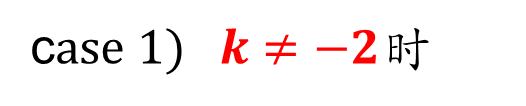 case 1) k ≠ −2时